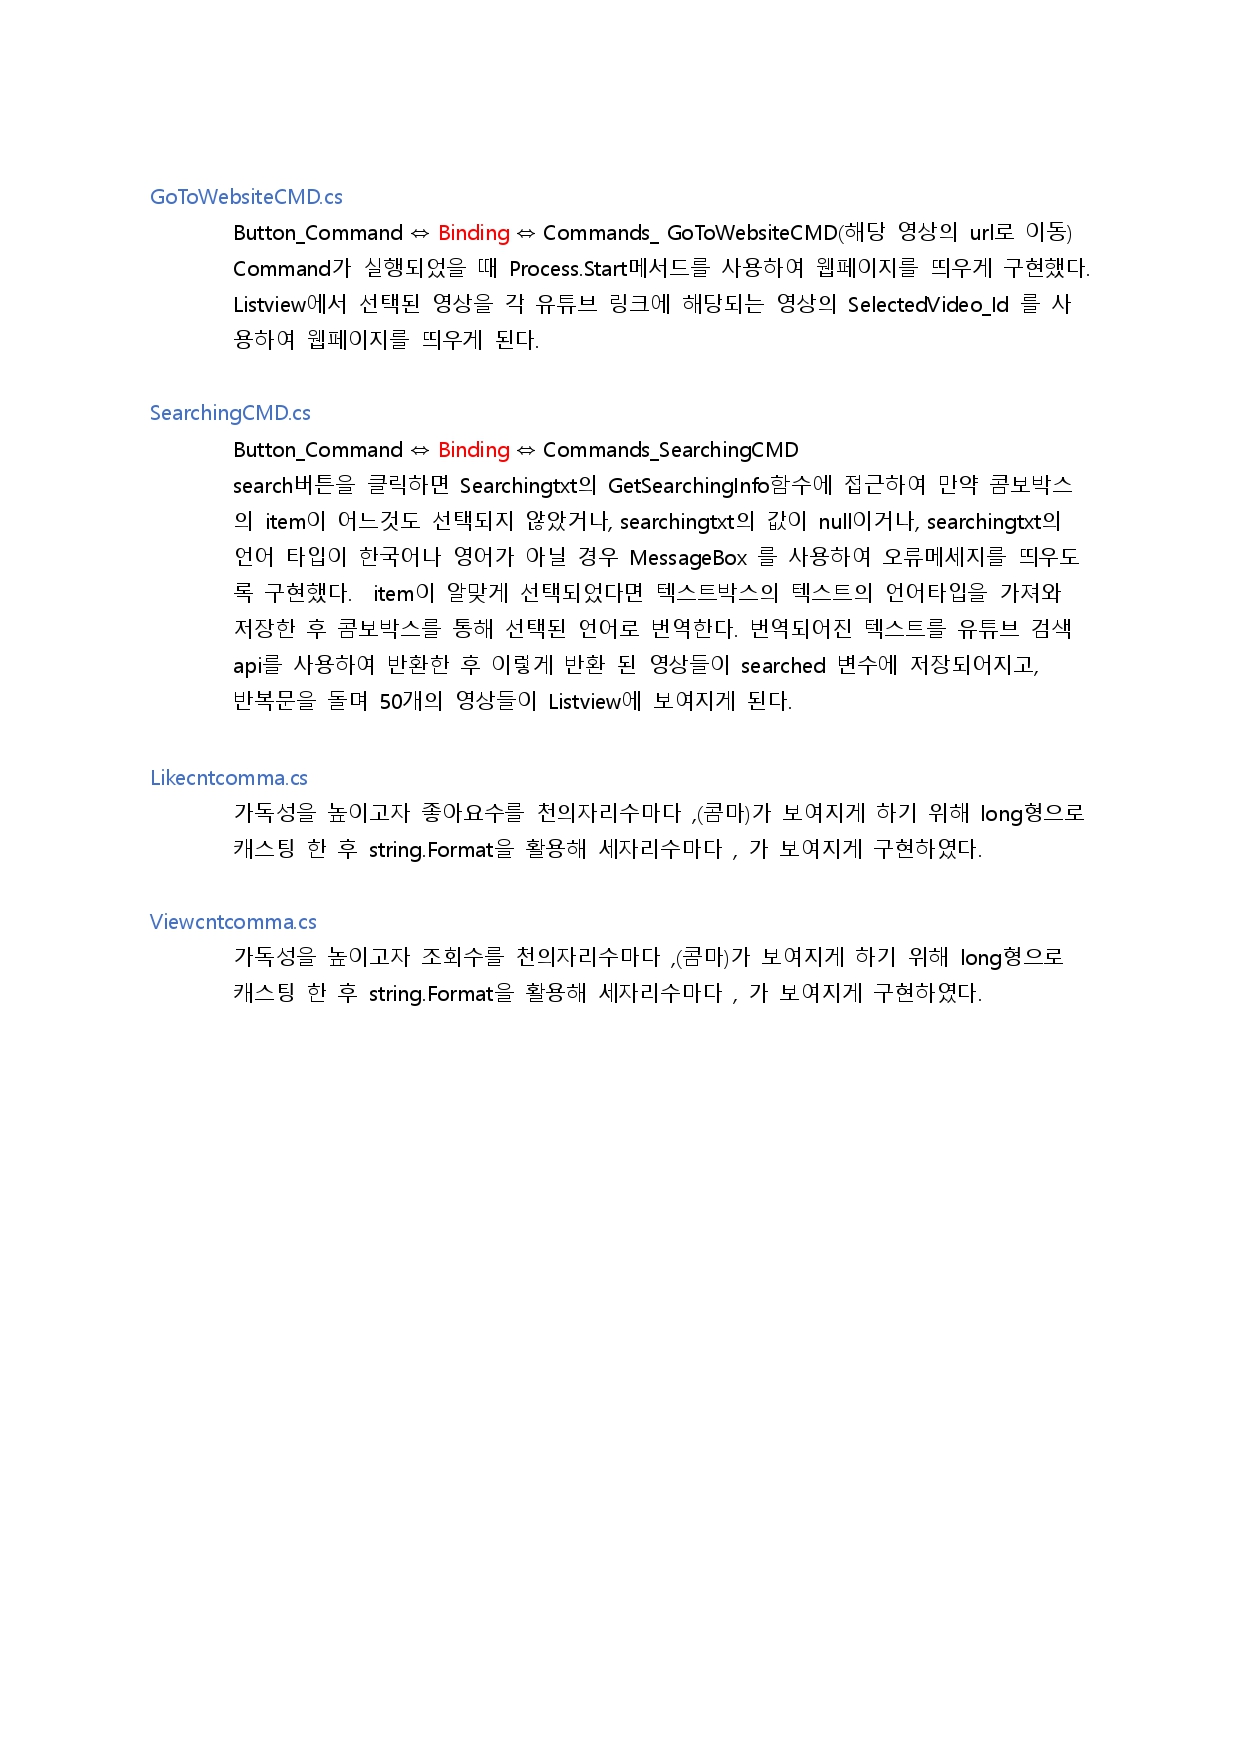 GoToWebsiteCMD.cs
Button_Command ⇔ Binding ⇔ Commands_ GoToWebsiteCMD(해당 영상의 url로 이동)
Command가 실행되었을 때 Process.Start메서드를 사용하여 웹페이지를 띄우게 구현했다.
Listview에서 선택된 영상을 각 유튜브 링크에 해당되는 영상의 SelectedVideo_Id 를 사
용하여 웹페이지를 띄우게 된다.
SearchingCMD.cs
Button_Command ⇔ Binding ⇔ Commands_SearchingCMD
search버튼을 클릭하면 Searchingtxt의 GetSearchingInfo함수에 접근하여 만약 콤보박스
의 item이 어느것도 선택되지 않았거나, searchingtxt의 값이 null이거나, searchingtxt의
언어 타입이 한국어나 영어가 아닐 경우 MessageBox 를 사용하여 오류메세지를 띄우도
록 구현했다. item이 알맞게 선택되었다면 텍스트박스의 텍스트의 언어타입을 가져와
저장한 후 콤보박스를 통해 선택된 언어로 번역한다. 번역되어진 텍스트를 유튜브 검색
api를 사용하여 반환한 후 이렇게 반환 된 영상들이 searched 변수에 저장되어지고,
반복문을 돌며 50개의 영상들이 Listview에 보여지게 된다.
Likecntcomma.cs
가독성을 높이고자 좋아요수를 천의자리수마다 ,(콤마)가 보여지게 하기 위해 long형으로
캐스팅 한 후 string.Format을 활용해 세자리수마다 , 가 보여지게 구현하였다.
Viewcntcomma.cs
가독성을 높이고자 조회수를 천의자리수마다 ,(콤마)가 보여지게 하기 위해 long형으로
캐스팅 한 후 string.Format을 활용해 세자리수마다 , 가 보여지게 구현하였다.